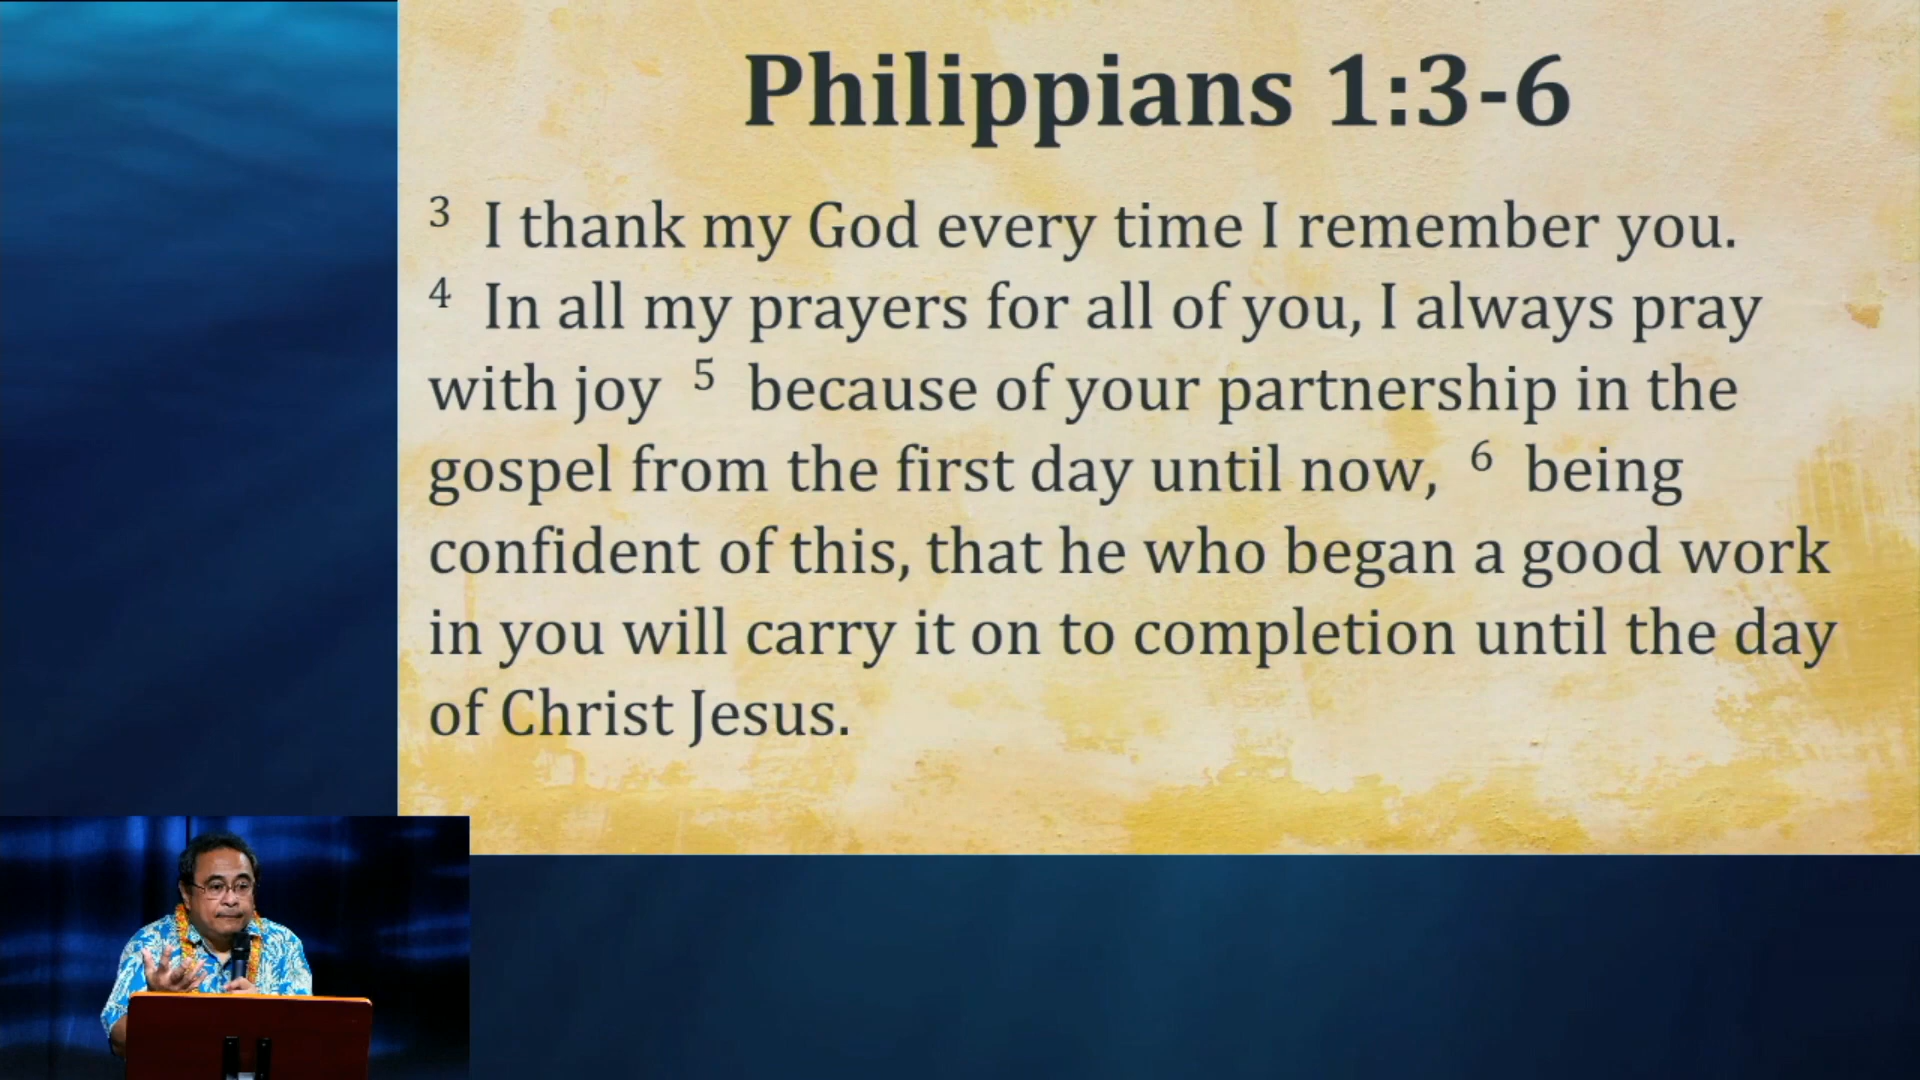 Philippians 1:3-6
3 I thank my God every time I remember you.
4 In all my prayers for all of you, I always pray
with joy 5 because of your partnership in the
gospel from the first day until now, 6 being
confident of this, that he who began a good work
in you will carry it on to completion until the day
of Christ Jesus.